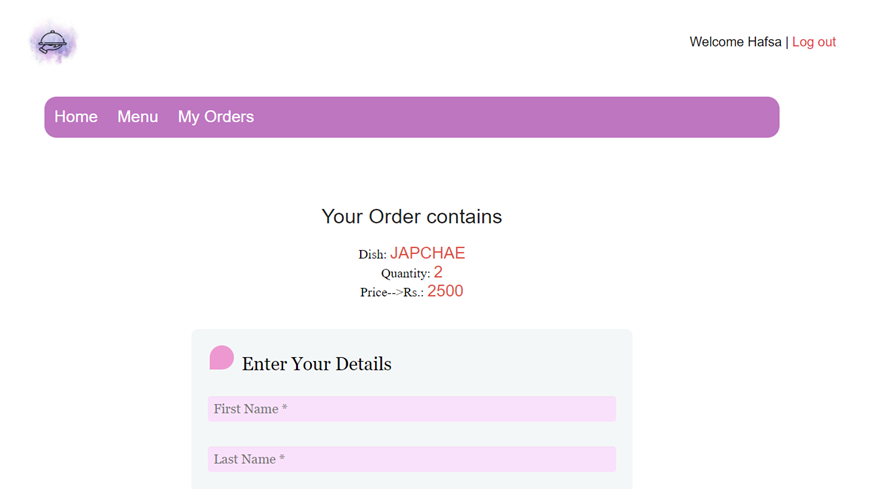 Welcome Hafsa | Log out
Home Menu My Orders
Your Order contains
Dish: JAPCHAE
Quantity: 2
Price-->Rs.: 2500
Enter Your Details
First Name *
Last Name *